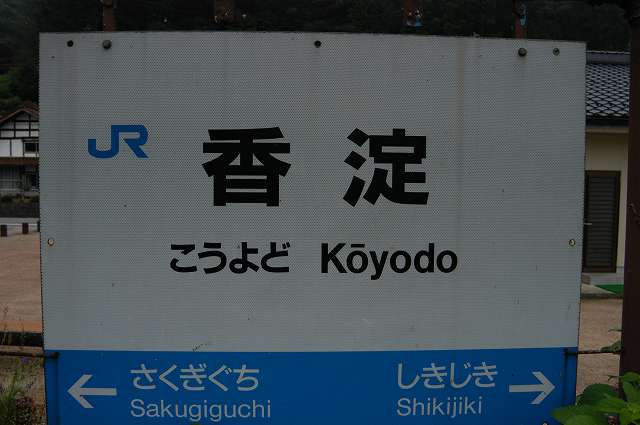 JR 香淀
こうよど Kōyodo
← さくぎぐち しきじき →
Sakugiguchi Shikijiki